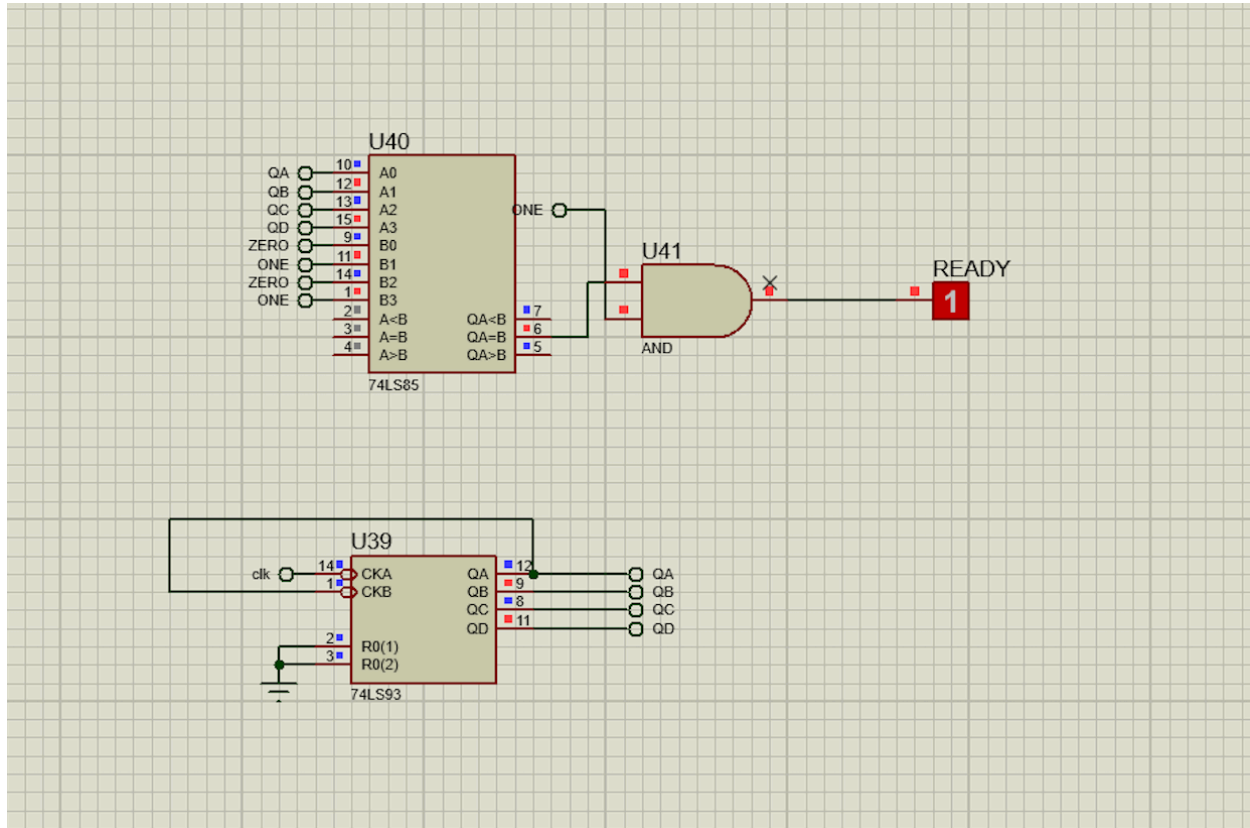 U40
QA 10 A0
QB 12 A1
QC 13 A2
QD 15 A3
ZERO 9 B0
ONE 11 B1
ZERO 14 B2
ONE 1 B3
2 A<B QA<B 7
3 A=B QA=B 6
4 A>B QA>B 5
74LS85
ONE
U41
AND
READY
1
U39
clk 14 CKA QA 12 QA
1 CKB QB 9 QB
QC 8 QC
QD 11 QD
2 R0(1)
3 R0(2)
74LS93